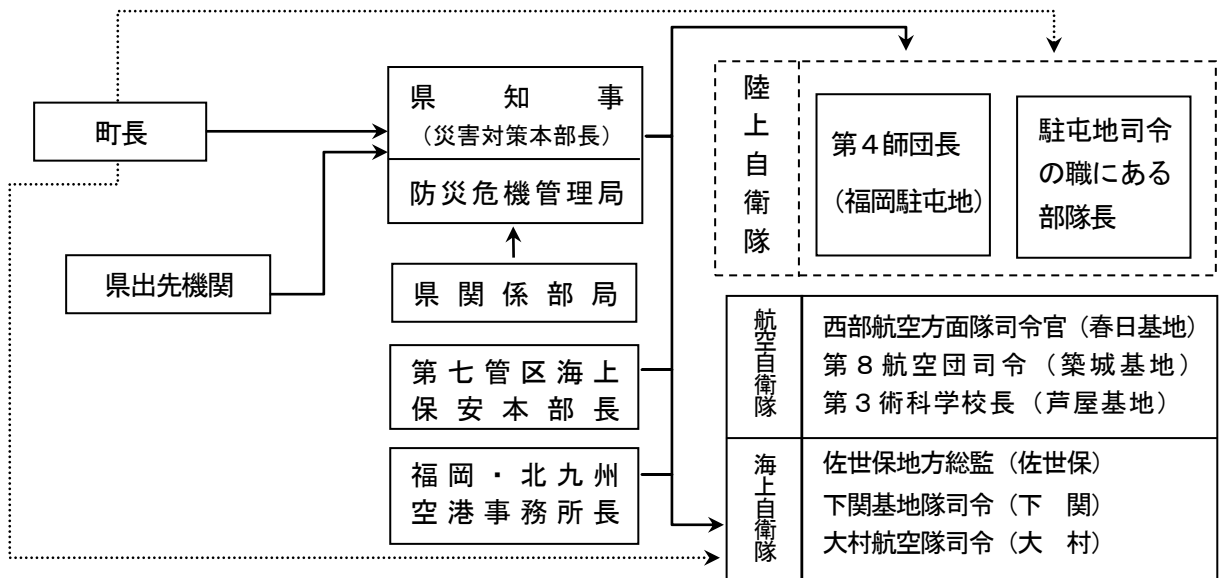 町長
県出先機関
県知事
（災害対策本部長）
防災危機管理局
県関係部局
第七管区海上
保安本部長
福岡・北九州
空港事務所長
陸上自衛隊
第４師団長
（福岡駐屯地）
駐屯地司令
の職にある
部隊長
航空自衛隊
西部航空方面隊司令官（春日基地）
第８航空団司令（築城基地）
第３術科学校長（芦屋基地）
海上自衛隊
佐世保地方総監（佐世保）
下関基地隊司令（下　関）
大村航空隊司令（大　村）